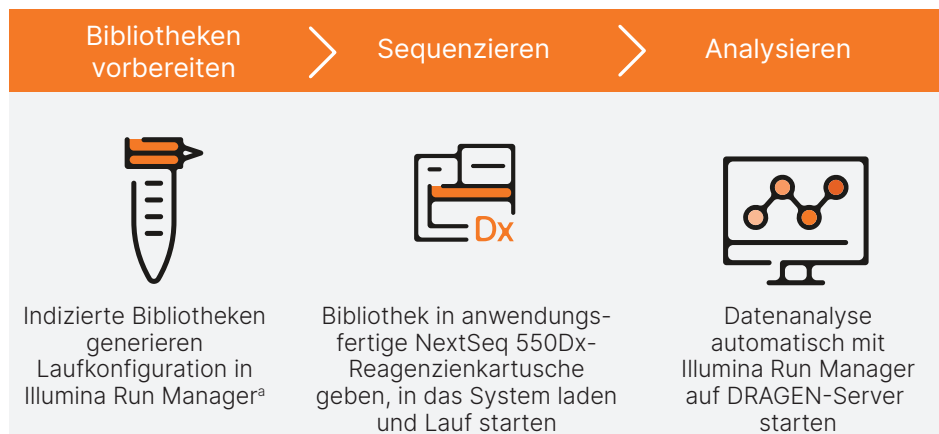 Bibliotheken
vorbereiten
Sequenzieren
Analysieren
Dx
Indizierte Bibliotheken
generieren
Laufkonfiguration in
Illumina Run Managerᵃ
Bibliothek in anwendungs-
fertige NextSeq 550Dx-
Reagenzienkartusche
geben, in das System laden
und Lauf starten
Datenanalyse
automatisch mit
Illumina Run Manager
auf DRAGEN-Server
starten